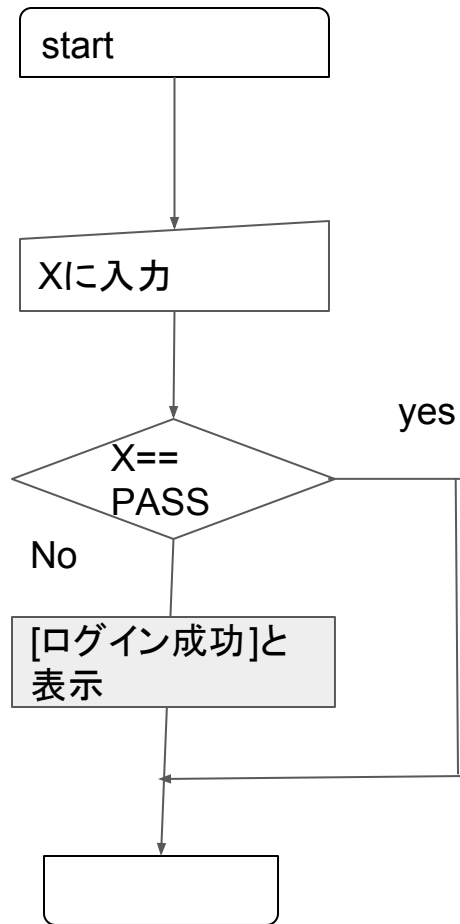 start
Xに入力
yes
X==
PASS
No
[ログイン成功]と
表示